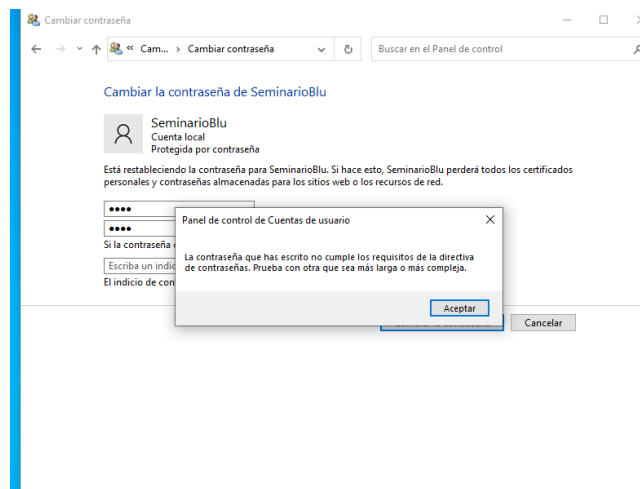 Cambiar contraseña
« Cam... › Cambiar contraseña
Buscar en el Panel de control
Cambiar la contraseña de SeminarioBlu
SeminarioBlu
Cuenta local
Protegida por contraseña
Está restableciendo la contraseña para SeminarioBlu. Si hace esto, SeminarioBlu perderá todos los certificados
personales y contraseñas almacenadas para los sitios web o los recursos de red.
Panel de control de Cuentas de usuario
Si la contraseña
La contraseña que has escrito no cumple los requisitos de la directiva
de contraseñas. Prueba con otra que sea más larga o más compleja.
Escriba un indic
El indicio de con
Aceptar
Cancelar